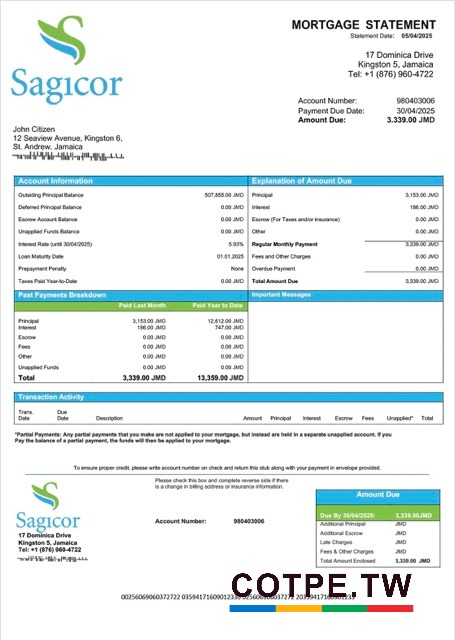 MORTGAGE STATEMENT
Statement Date: 05/04/2025
Sagicor
17 Dominica Drive
Kingston 5, Jamaica
Tel: +1 (876) 960-4722
Account Number: 980403006
Payment Due Date: 30/04/2025
Amount Due: 3.339.00 JMD
John Citizen
12 Seaview Avenue, Kingston 6,
St. Andrew, Jamaica
Account Information
Outsiding Principal Balance 507,855.00 JMD
Deferred Principal Balance 0.00 JMD
Escrow Account Balance 0.00 JMD
Unapplied Funds Balance 0.00 JMD
Interest Rate (until 30/04/2025) 5.93%
Loan Maturity Date 01.01.2025
Prepayment Penalty None
Taxes Paid Year-to-Date 0.00 JMD
Explanation of Amount Due
Principal 3,153.00 JMD
Interest 186.00 JMD
Escrow (For Taxes and/or insurance) 0.00 JMD
Other 0.00 JMD
Regular Monthly Payment 3,339.00 JMD
Fees and Other Charges 0.00 JMD
Overdue Payment 0.00 JMD
Total Amount Due 3,339.00 JMD
Past Payments Breakdown
Paid Last Month Paid Year to Date
Principal 3,153.00 JMD 12,612.00 JMD
Interest 186.00 JMD 747.00 JMD
Escrow 0.00 JMD 0.00 JMD
Fees 0.00 JMD 0.00 JMD
Other 0.00 JMD 0.00 JMD
Unapplied Funds 0.00 JMD 0.00 JMD
Total 3,339.00 JMD 13,359.00 JMD
Important Messages
Transaction Activity
Trans. Date Due Date Description Amount Principal Interest Escrow Fees Unapplied* Total
*Partial Payments: Any partial payments that you make are not applied to your mortgage, but instead are held in a separate unapplied account. If you
Pay the balance of a partial payment, the funds will then be applied to your mortgage.
To ensure proper credit, please write account number on check and return this stub along with your payment in envelope provided.
Please check this box and complete reverse side if there
is a change in billing address or insurance information.
Sagicor
17 Dominica Drive
Kingston 5, Jamaica
Tel: +1 (876) 960-4722
Account Number: 980403006
Amount Due
Due By 30/04/2025: 3,339.00JMD
Additional Principal JMD
Additional Escrow JMD
Late Charges JMD
Fees & Other Charges JMD
Total Amount Enclosed 3,339.00 JMD
COTPE.TW